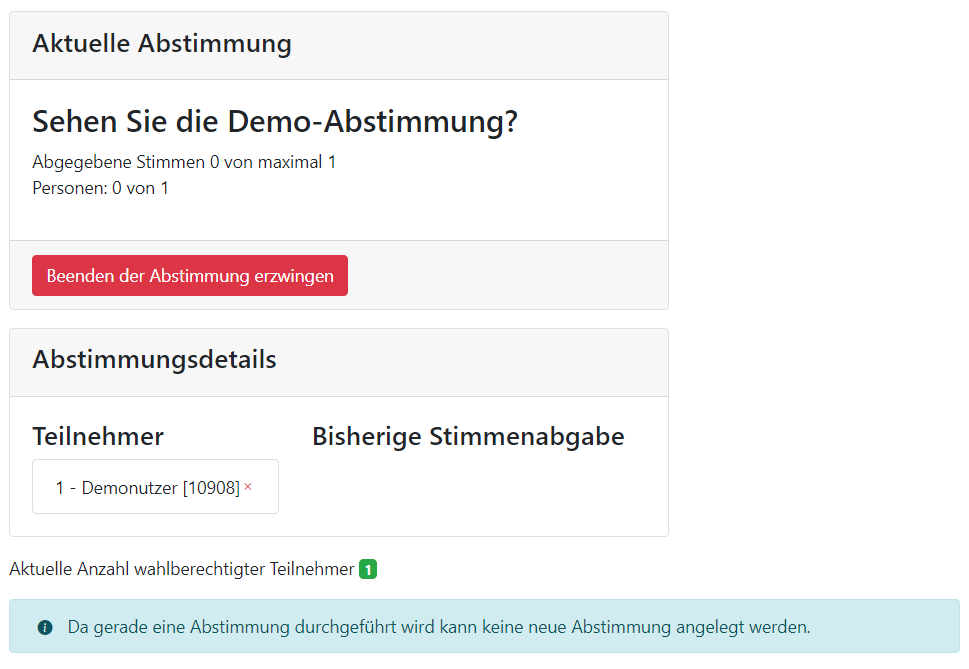 Aktuelle Abstimmung
Sehen Sie die Demo-Abstimmung?
Abgegebene Stimmen 0 von maximal 1
Personen: 0 von 1
Beenden der Abstimmung erzwingen
Abstimmungsdetails
Teilnehmer
Bisherige Stimmenabgabe
1 - Demonutzer [10908] ×
Aktuelle Anzahl wahlberechtigter Teilnehmer 1
Da gerade eine Abstimmung durchgeführt wird kann keine neue Abstimmung angelegt werden.